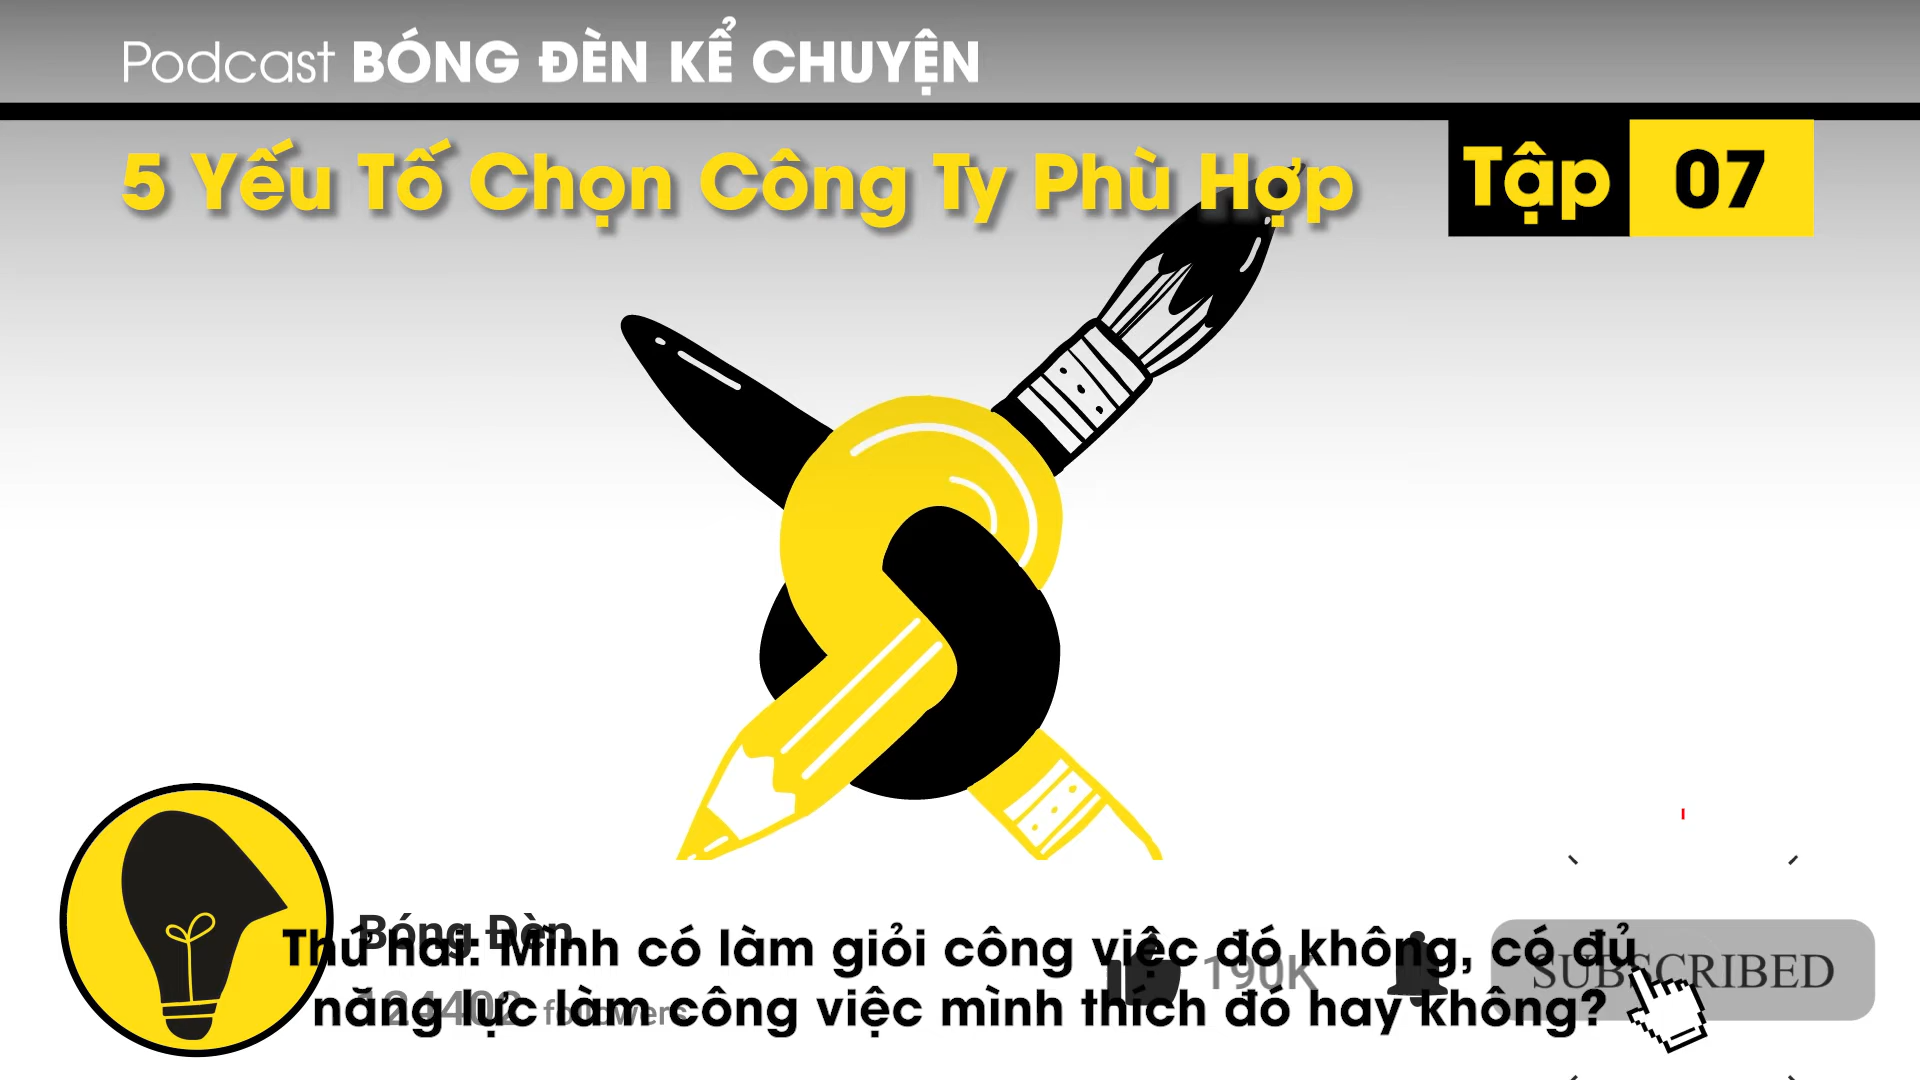 Podcast BÓNG ĐÈN KỂ CHUYỆN
5 Yếu Tố Chọn Công Ty Phù Hợp
Tập 07
Bóng Đèn
Thứ hai: Mình có làm giỏi công việc đó không, có đủ
190K
SUBSCRIBED
124402 followers
năng lực làm công việc mình thích đó hay không?